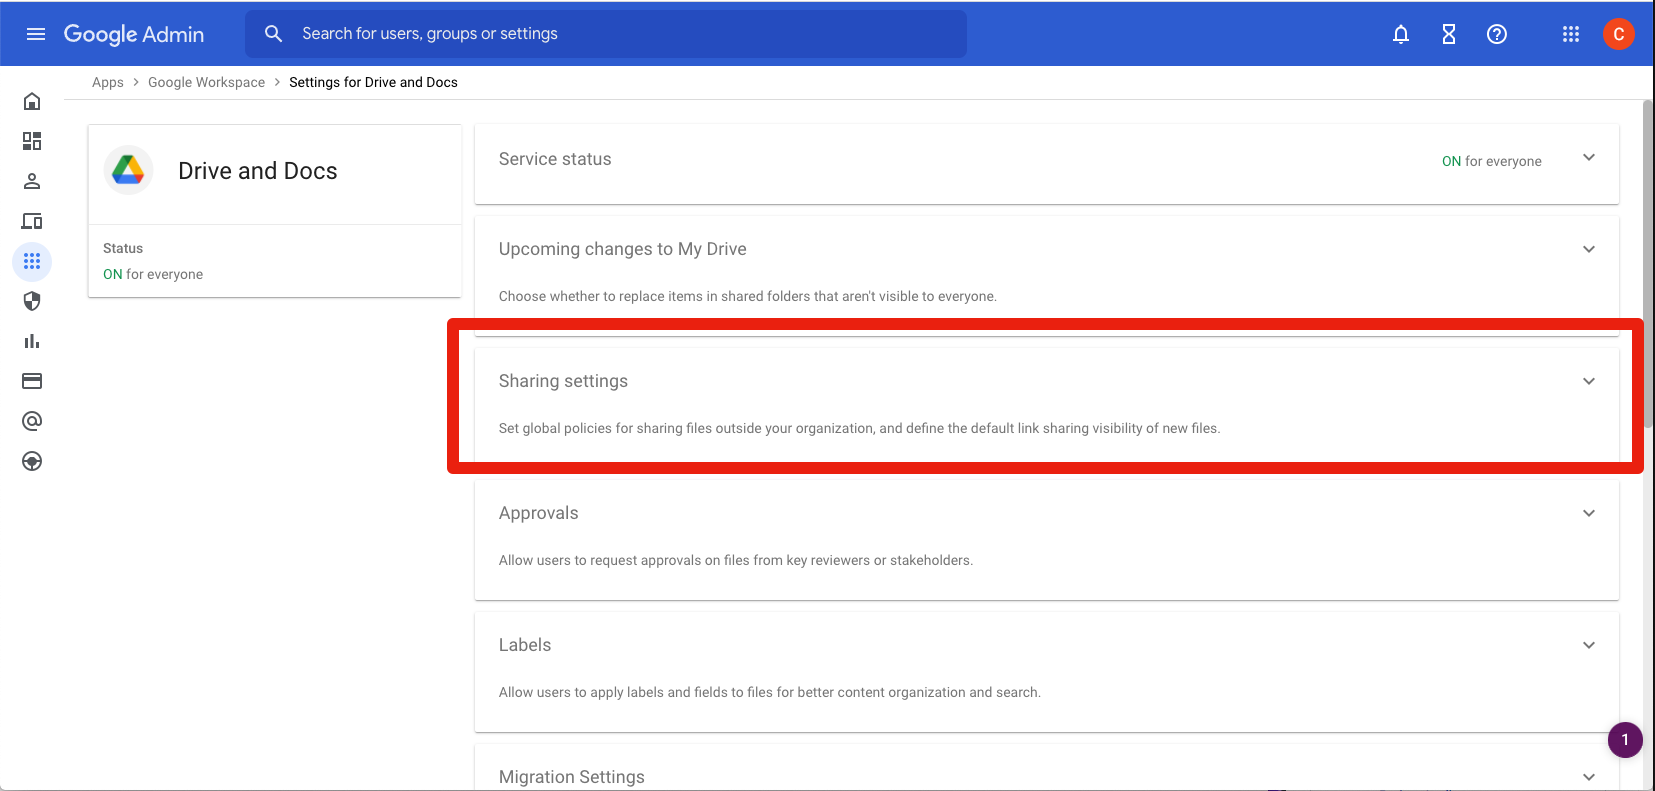 Google Admin
Search for users, groups or settings
C
Apps > Google Workspace > Settings for Drive and Docs
Drive and Docs
Status
ON for everyone
Service status
ON for everyone
Upcoming changes to My Drive
Choose whether to replace items in shared folders that aren't visible to everyone.
Sharing settings
Set global policies for sharing files outside your organization, and define the default link sharing visibility of new files.
Approvals
Allow users to request approvals on files from key reviewers or stakeholders.
Labels
Allow users to apply labels and fields to files for better content organization and search.
1
Migration Settings